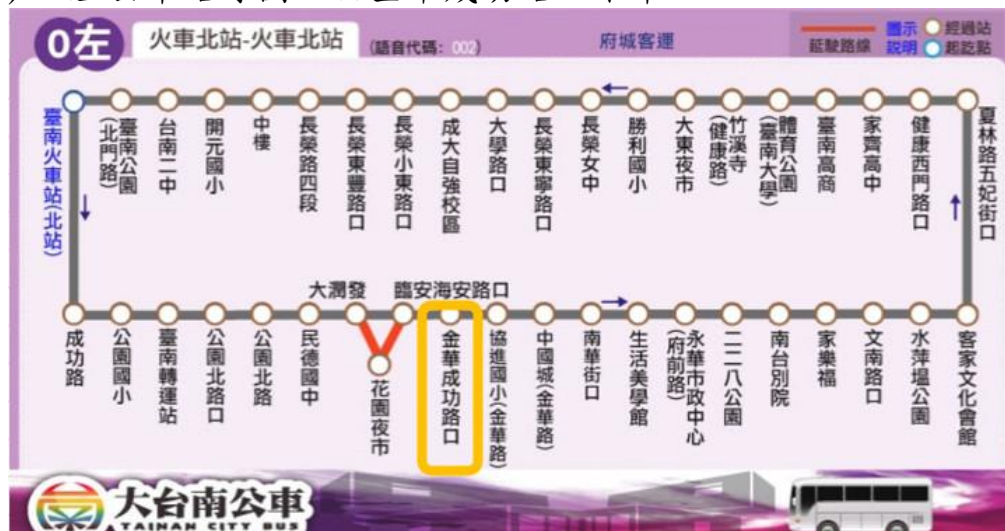 0左
火車北站-火車北站
(語音代碼: 002)
府城客運
延駛路線
圖示
說明
經過站
起訖點
臺南火車站(北站)
臺南公園
(北門路)
台南二中
開元國小
中樓
長榮路四段
長榮東豐路口
長榮小東路口
成大自強校區
大學路口
長榮東寧路口
長榮女中
勝利國小
大東夜市
竹溪寺
(健康路)
體育公園
(臺南大學)
臺南高商
家齊高中
健康西門路口
夏林路五妃街口
成功路
公園國小
臺南轉運站
公園北路口
公園北路
民德國中
大潤發
花園夜市
臨安海安路口
金華成功路口
協進國小(金華路)
中國城(金華路)
南華街口
生活美學館
永華市政中心
(府前路)
二二八公園
南台別院
家樂福
文南路口
水萍塭公園
客家文化會館
大台南公車
TAINAN CITY BUS